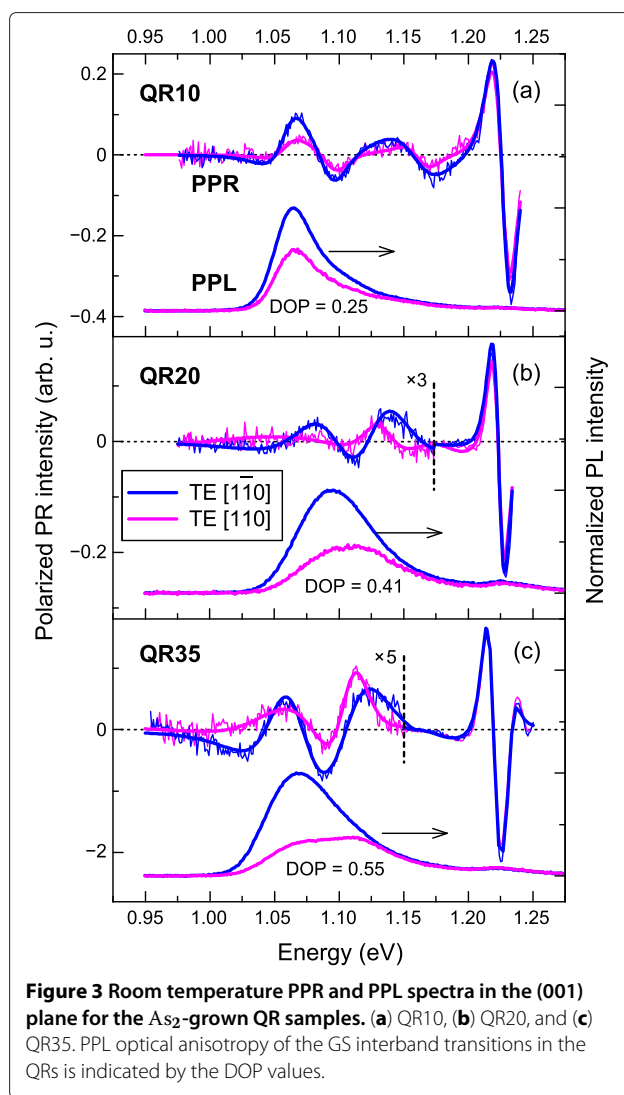 0.95 1.00 1.05 1.10 1.15 1.20 1.25
QR10
(a)
0.2
0
−0.2
−0.4
PPR
PPL
DOP = 0.25
QR20
×3
(b)
0
−0.2
TE [11̅0]
TE [110]
DOP = 0.41
QR35
×5
(c)
0
−2
DOP = 0.55
Polarized PR intensity (arb. u.)
Normalized PL intensity
0.95 1.00 1.05 1.10 1.15 1.20 1.25
Energy (eV)
Figure 3 Room temperature PPR and PPL spectra in the (001)
plane for the As₂-grown QR samples. (a) QR10, (b) QR20, and (c)
QR35. PPL optical anisotropy of the GS interband transitions in the
QRs is indicated by the DOP values.